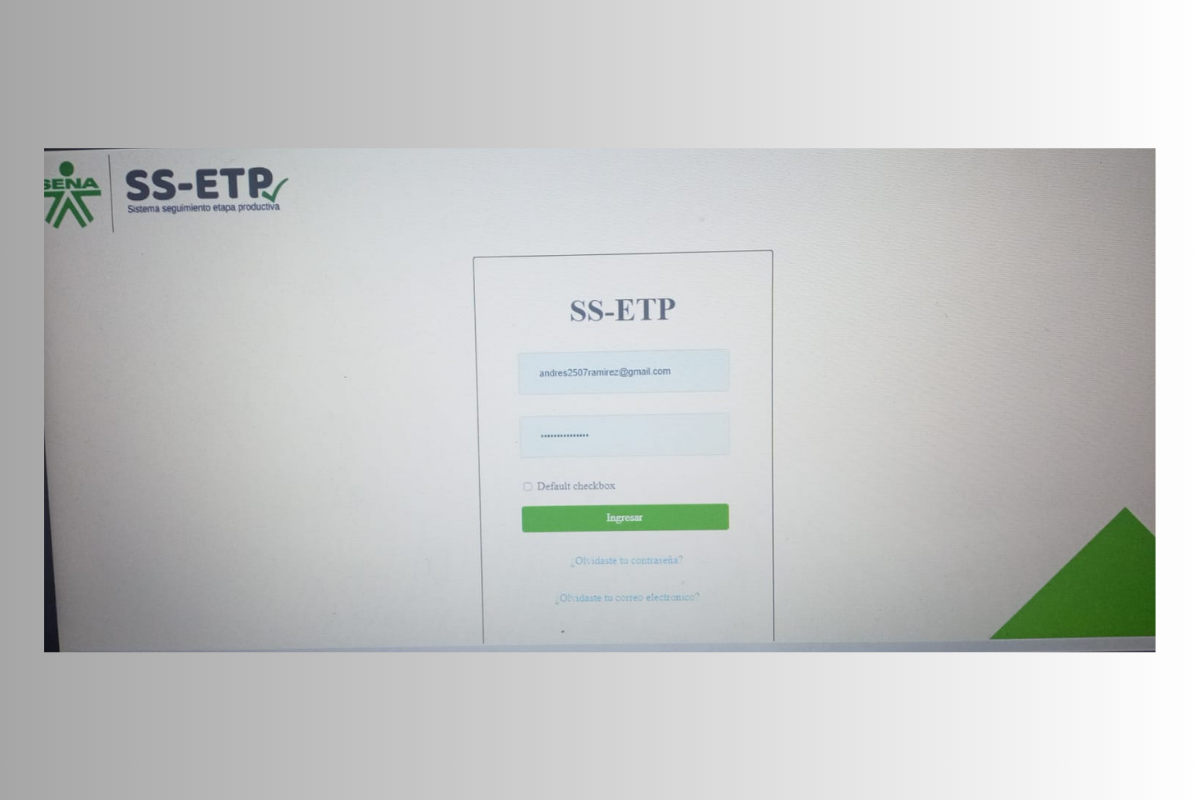 SENA
SS-ETP
Sistema seguimiento etapa productiva
SS-ETP
andres2507ramirez@gmail.com
•••••••••••••••
Default checkbox
Ingresar
¿Olvidaste tu contraseña?
¿Olvidaste tu correo electronico?